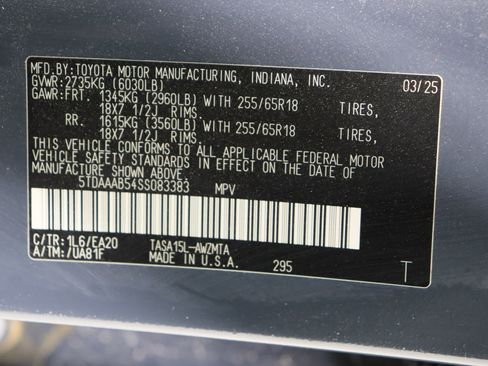 MFD.BY:TOYOTA MOTOR MANUFACTURING, INDIANA, INC. 03/25
GVWR:2735KG (6030LB)
GAWR:FRT. 1345KG (2960LB) WITH 255/65R18 TIRES,
18X7 1/2J RIMS.
RR. 1615KG (3560LB) WITH 255/65R18 TIRES,
18X7 1/2J RIMS.
THIS VEHICLE CONFORMS TO ALL APPLICABLE FEDERAL MOTOR
VEHICLE SAFETY STANDARDS IN EFFECT ON THE DATE OF
MANUFACTURE SHOWN ABOVE.
5TDAAAB54SS083383 MPV
C/TR:1L6/EA20 TASA15L-AWZMTA
A/TM:/UA81F MADE IN U.S.A. 295 T